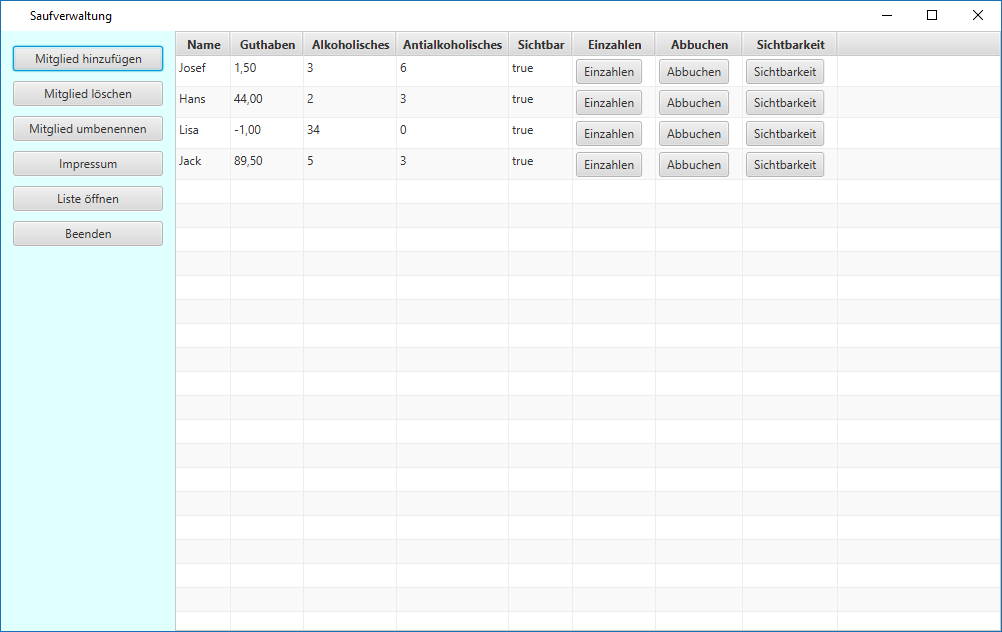 Saufverwaltung
Mitglied hinzufügen
Mitglied löschen
Mitglied umbenennen
Impressum
Liste öffnen
Beenden
Name Guthaben Alkoholisches Antialkoholisches Sichtbar Einzahlen Abbuchen Sichtbarkeit
Josef 1,50 3 6 true Einzahlen Abbuchen Sichtbarkeit
Hans 44,00 2 3 true Einzahlen Abbuchen Sichtbarkeit
Lisa -1,00 34 0 true Einzahlen Abbuchen Sichtbarkeit
Jack 89,50 5 3 true Einzahlen Abbuchen Sichtbarkeit